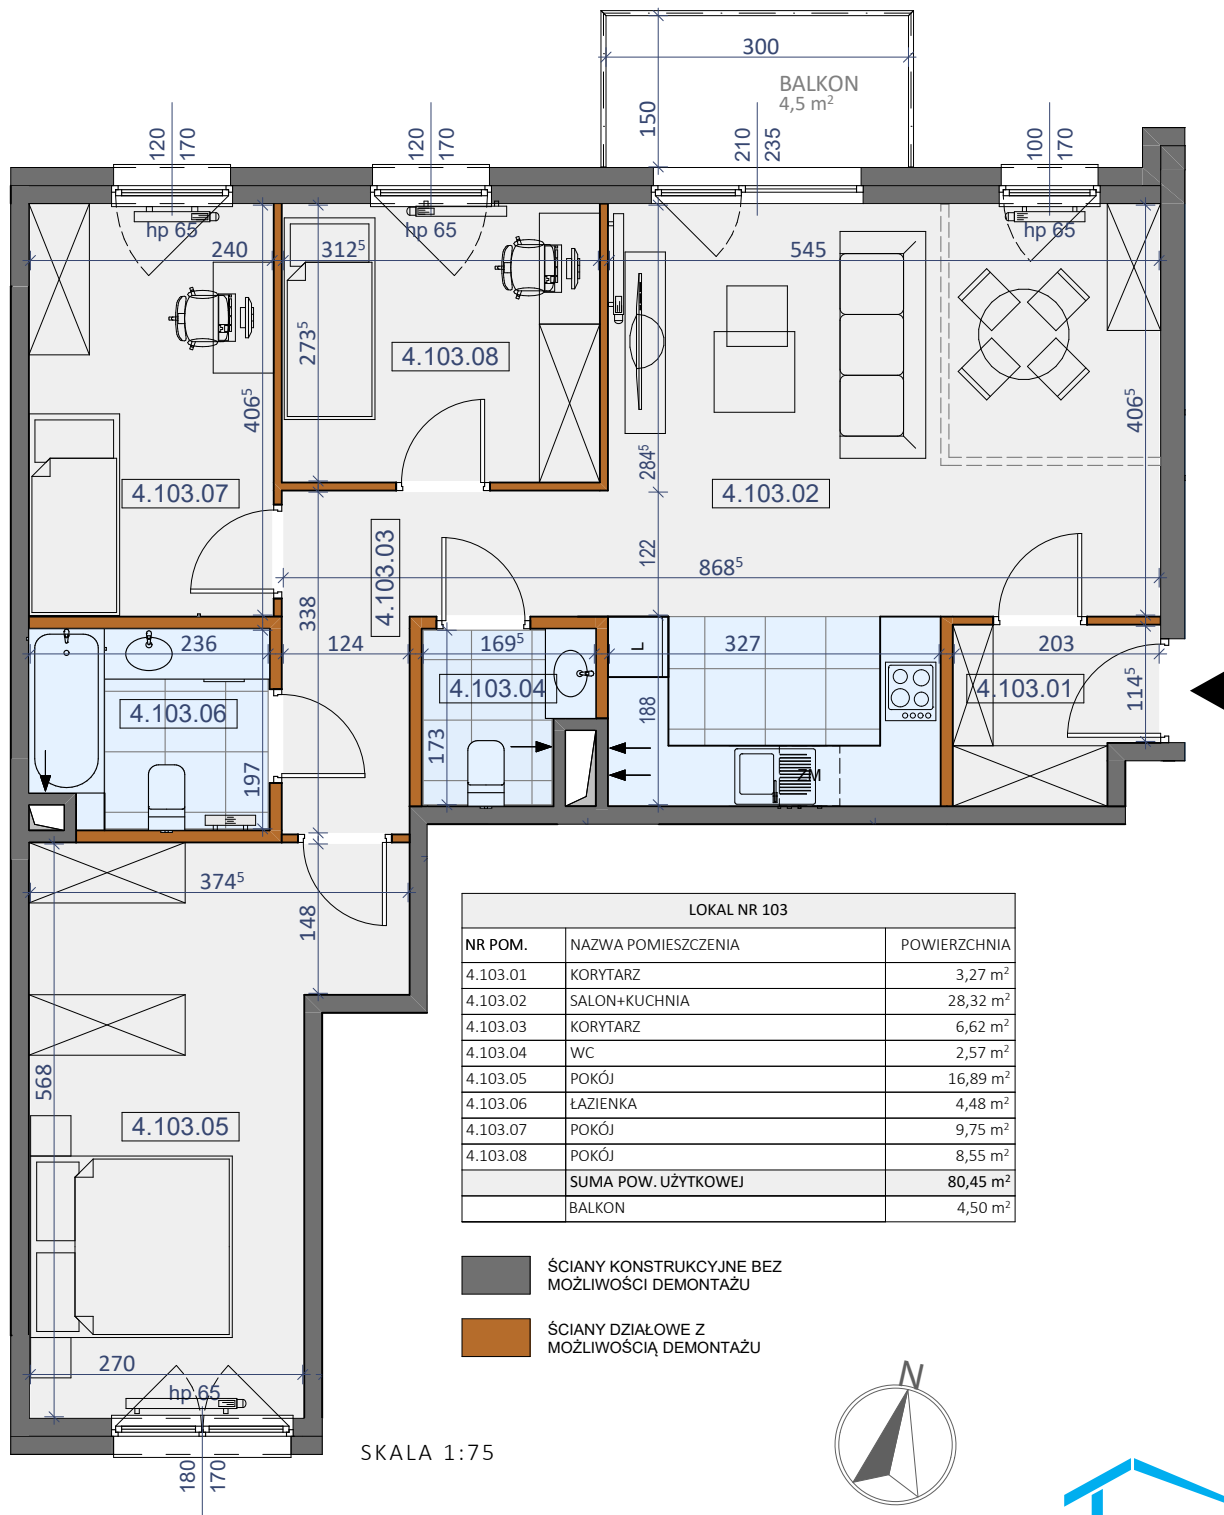 300
BALKON
4,5 m²
150
120
170
120
170
210
235
100
170
hp 65
hp 65
hp 65
240
312⁵
545
273⁵
406⁵
4.103.08
406⁵
284⁵
4.103.07
4.103.02
4.103.03
122
868⁵
338
236
124
169⁵
L
327
203
4.103.04
4.103.01
114⁵
4.103.06
188
173
197
ZM
374⁵
148
568
4.103.05
270
hp 65
180
170
LOKAL NR 103
NR POM. NAZWA POMIESZCZENIA POWIERZCHNIA
4.103.01 KORYTARZ 3,27 m²
4.103.02 SALON+KUCHNIA 28,32 m²
4.103.03 KORYTARZ 6,62 m²
4.103.04 WC 2,57 m²
4.103.05 POKÓJ 16,89 m²
4.103.06 ŁAZIENKA 4,48 m²
4.103.07 POKÓJ 9,75 m²
4.103.08 POKÓJ 8,55 m²
SUMA POW. UŻYTKOWEJ 80,45 m²
BALKON 4,50 m²
ŚCIANY KONSTRUKCYJNE BEZ
MOŻLIWOŚCI DEMONTAŻU
ŚCIANY DZIAŁOWE Z
MOŻLIWOŚCIĄ DEMONTAŻU
N
SKALA 1:75